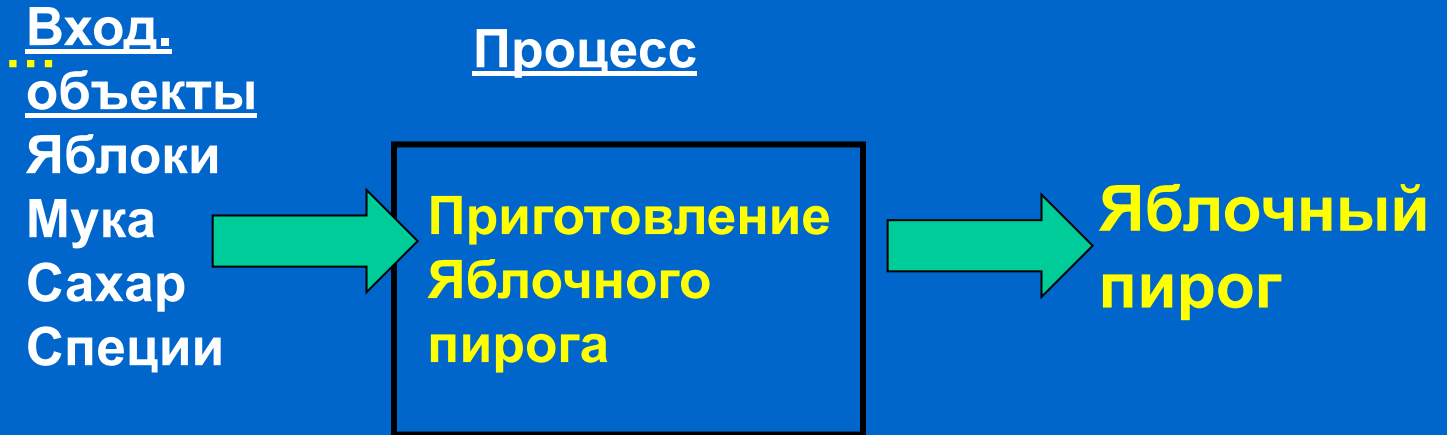 Вход.
...
объекты
Яблоки
Мука
Сахар
Специи
Процесс
Приготовление
Яблочного
пирога
Яблочный
пирог